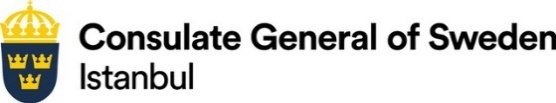 Consulate General of Sweden
Istanbul